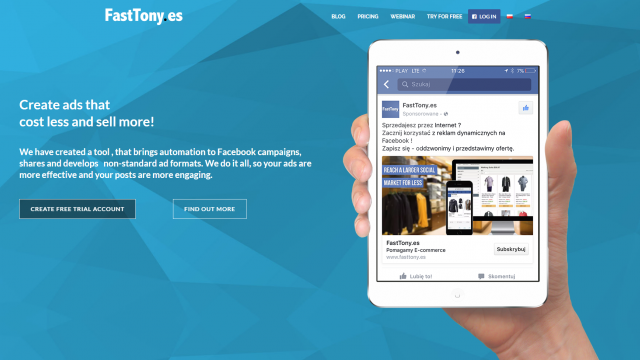 FastTony.es
BLOG PRICING WEBINAR TRY FOR FREE LOG IN
Create ads that
cost less and sell more!
We have created a tool , that brings automation to Facebook campaigns,
shares and develops non-standard ad formats. We do it all, so your ads are
more effective and your posts are more engaging.
CREATE FREE TRIAL ACCOUNT
FIND OUT MORE
PLAY LTE 11:26 7%
Szukaj
FastTony
FastTony.es
Sponsorowane
Sprzedajesz przez Internet ?
Zacznij korzystać z reklam dynamicznych na
Facebooku !
Zapisz się - oddzwonimy i przedstawimy ofertę.
REACH A LARGER SOCIAL
MARKET FOR LESS
FastTony.es
Pomagamy E-commerce
www.fasttony.es
Subskrybuj
Lubię to!
Skomentuj